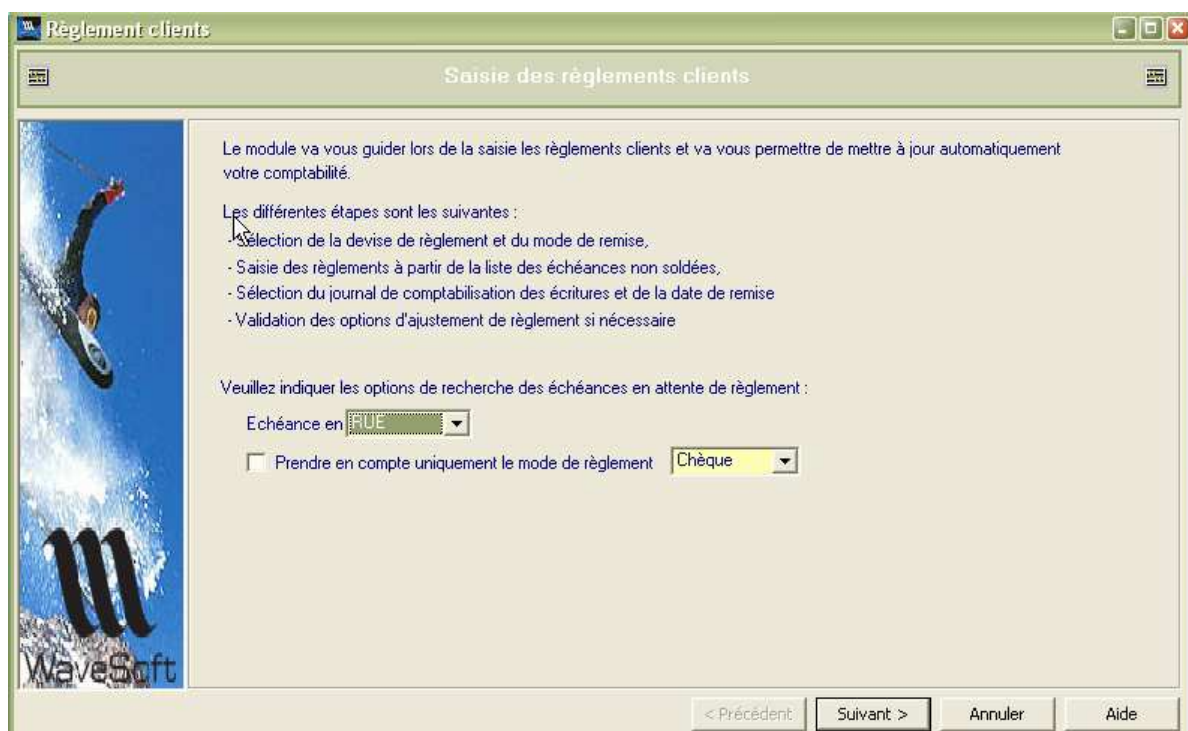 Règlement clients
Saisie des règlements clients
Le module va vous guider lors de la saisie les règlements clients et va vous permettre de mettre à jour automatiquement
votre comptabilité.
Les différentes étapes sont les suivantes :
- Sélection de la devise de règlement et du mode de remise,
- Saisie des règlements à partir de la liste des échéances non soldées,
- Sélection du journal de comptabilisation des écritures et de la date de remise
- Validation des options d'ajustement de règlement si nécessaire
Veuillez indiquer les options de recherche des échéances en attente de règlement :
Echéance en RUE
Prendre en compte uniquement le mode de règlement Chèque
WaveSoft
< Précédent Suivant > Annuler Aide